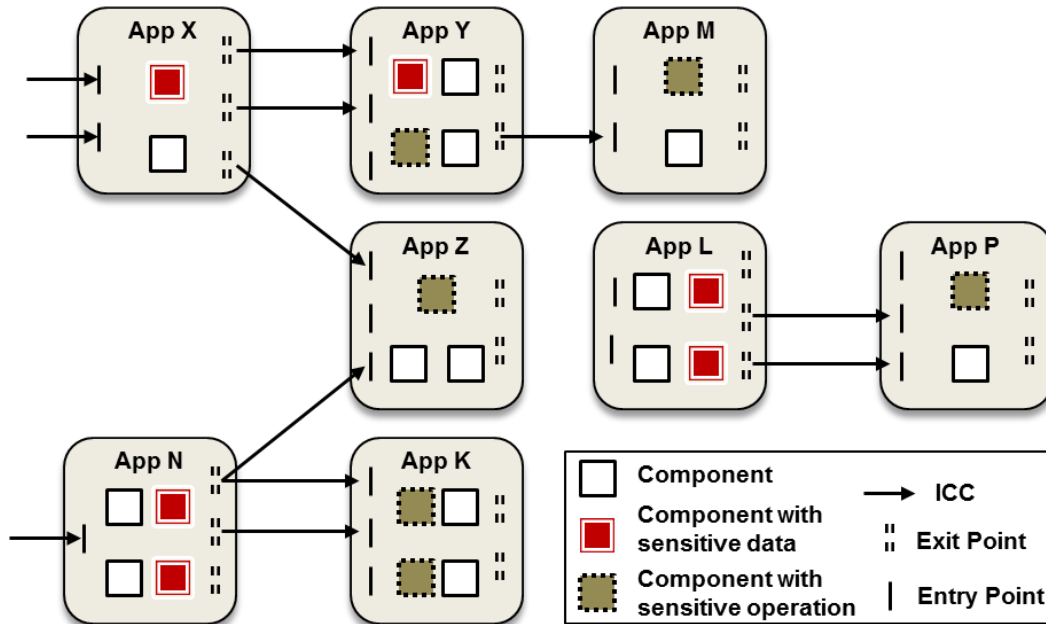 App X
App Y
App M
App Z
App L
App P
App N
App K
Component
ICC
Component with
sensitive data
Exit Point
Component with
sensitive operation
Entry Point